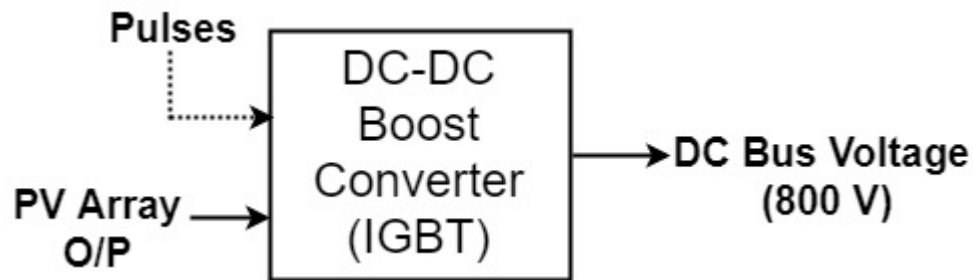 Pulses
DC-DC
Boost
Converter
(IGBT)
PV Array
O/P
DC Bus Voltage
(800 V)